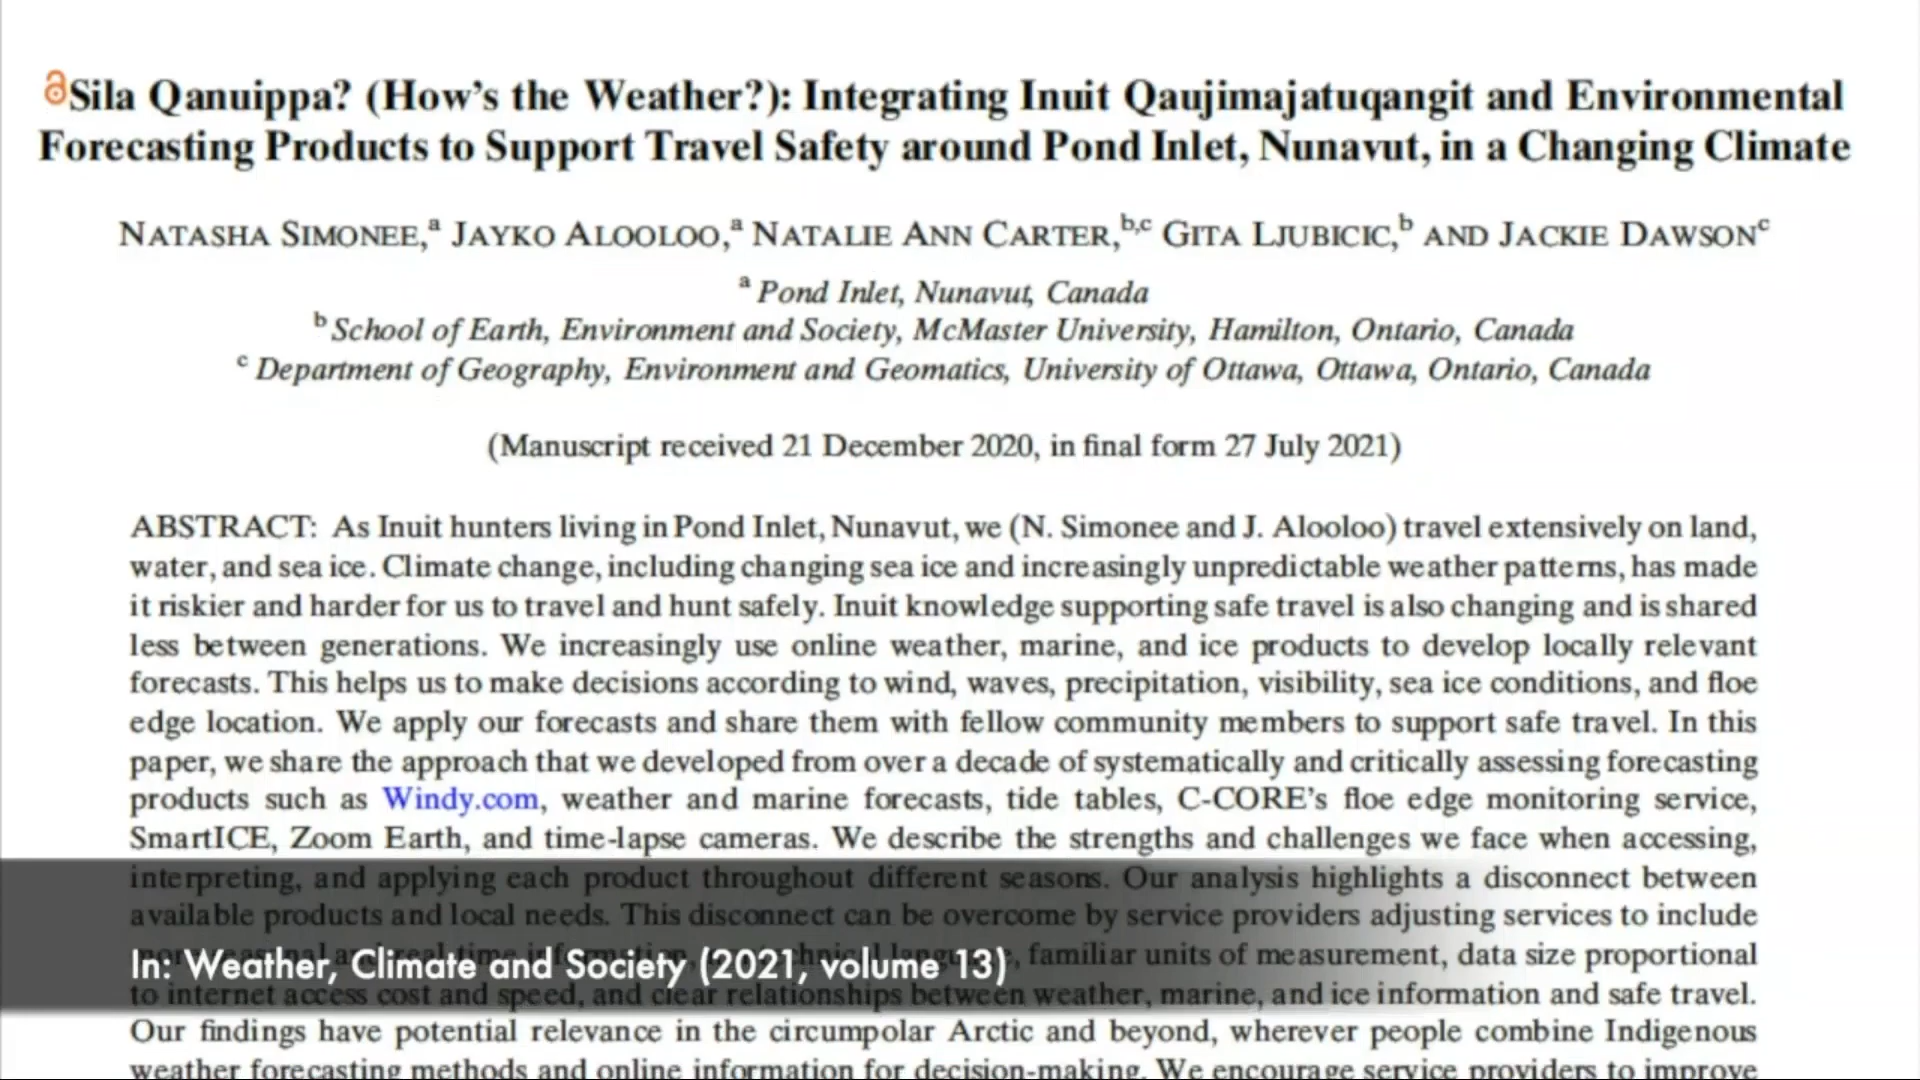 Sila Qanuippa? (How's the Weather?): Integrating Inuit Qaujimajatuqangit and Environmental
Forecasting Products to Support Travel Safety around Pond Inlet, Nunavut, in a Changing Climate
NATASHA SIMONEE,a JAYKO ALOOLOO,a NATALIE ANN CARTER,b,c GITA LJUBICIC,b AND JACKIE DAWSONc
a Pond Inlet, Nunavut, Canada
b School of Earth, Environment and Society, McMaster University, Hamilton, Ontario, Canada
c Department of Geography, Environment and Geomatics, University of Ottawa, Ottawa, Ontario, Canada
(Manuscript received 21 December 2020, in final form 27 July 2021)
ABSTRACT: As Inuit hunters living in Pond Inlet, Nunavut, we (N. Simonee and J. Alooloo) travel extensively on land,
water, and sea ice. Climate change, including changing sea ice and increasingly unpredictable weather patterns, has made
it riskier and harder for us to travel and hunt safely. Inuit knowledge supporting safe travel is also changing and is shared
less between generations. We increasingly use online weather, marine, and ice products to develop locally relevant
forecasts. This helps us to make decisions according to wind, waves, precipitation, visibility, sea ice conditions, and floe
edge location. We apply our forecasts and share them with fellow community members to support safe travel. In this
paper, we share the approach that we developed from over a decade of systematically and critically assessing forecasting
products such as Windy.com, weather and marine forecasts, tide tables, C-CORE's floe edge monitoring service,
SmartICE, Zoom Earth, and time-lapse cameras. We describe the strengths and challenges we face when accessing,
interpreting, and applying each product throughout different seasons. Our analysis highlights a disconnect between
available products and local needs. This disconnect can be overcome by service providers adjusting services to include
familiar units of measurement, data size proportional
In: Weather, Climate and Society (2021, volume 13)
to internet access cost and speed, and clear relationships between weather, marine, and ice information and safe travel.
Our findings have potential relevance in the circumpolar Arctic and beyond, wherever people combine Indigenous
weather forecasting methods and online information for decision-making. We encourage service providers to improve